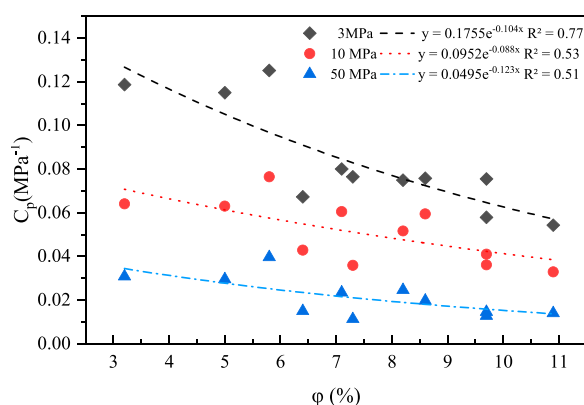 3MPa y = 0.1755e^-0.104x R² = 0.77
10 MPa y = 0.0952e^-0.088x R² = 0.53
50 MPa y = 0.0495e^-0.123x R² = 0.51
0.14
0.12
0.10
0.08
0.06
0.04
0.02
0.00
Cₚ(MPa⁻¹)
3 4 5 6 7 8 9 10 11
φ (%)